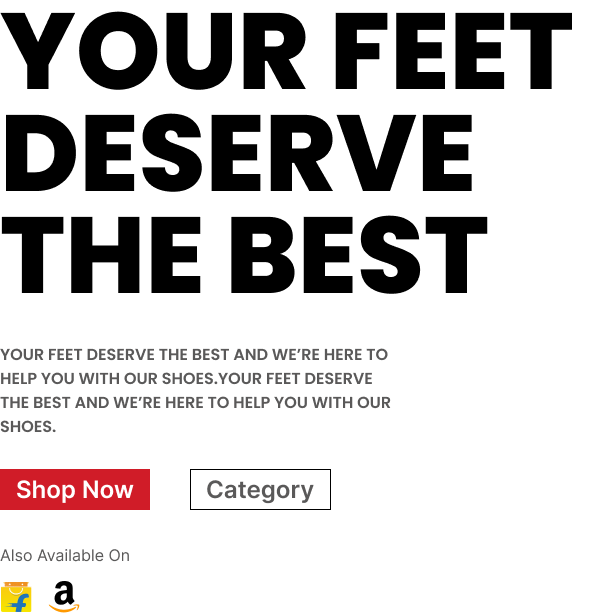 YOUR FEET
DESERVE
THE BEST
YOUR FEET DESERVE THE BEST AND WE’RE HERE TO
HELP YOU WITH OUR SHOES.YOUR FEET DESERVE
THE BEST AND WE’RE HERE TO HELP YOU WITH OUR
SHOES.
Shop Now
Category
Also Available On
f
a